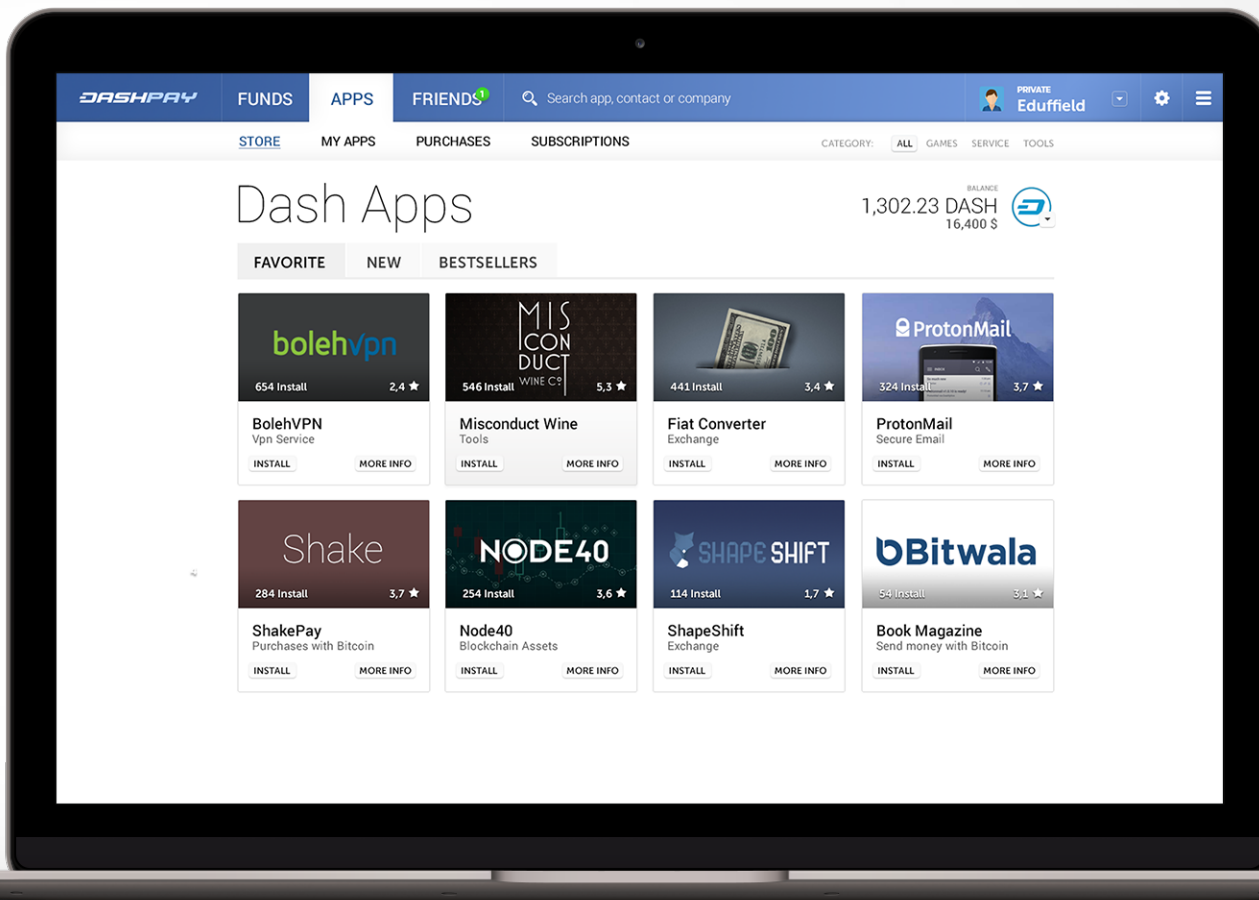 DASHPAY FUNDS APPS FRIENDS 1 Search app, contact or company PRIVATE Eduffield
STORE MY APPS PURCHASES SUBSCRIPTIONS CATEGORY: ALL GAMES SERVICE TOOLS
Dash Apps
BALANCE
1,302.23 DASH
16,400 $
FAVORITE NEW BESTSELLERS
bolehvpn
654 Install 2,4 ★
BolehVPN
Vpn Service
INSTALL MORE INFO
MIS
CON
DUCT
WINE Cº
546 Install 5,3 ★
Misconduct Wine
Tools
INSTALL MORE INFO
441 Install 3,4 ★
Fiat Converter
Exchange
INSTALL MORE INFO
ProtonMail
324 Install 3,7 ★
ProtonMail
Secure Email
INSTALL MORE INFO
Shake
284 Install 3,7 ★
ShakePay
Purchases with Bitcoin
INSTALL MORE INFO
NODE40
254 Install 3,6 ★
Node40
Blockchain Assets
INSTALL MORE INFO
SHAPE SHIFT
114 Install 1,7 ★
ShapeShift
Exchange
INSTALL MORE INFO
Bitwala
54 Install 3,1 ★
Book Magazine
Send money with Bitcoin
INSTALL MORE INFO